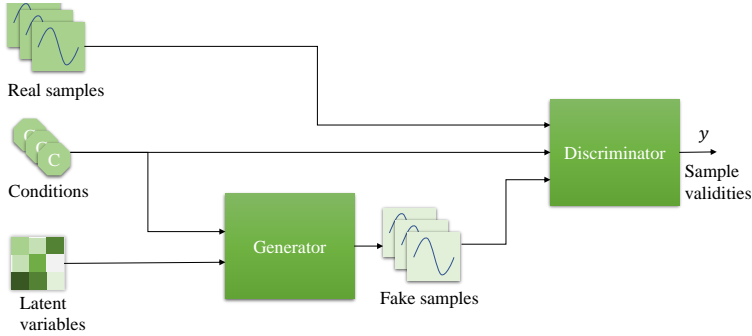 Real samples
C
C
C
Conditions
Discriminator
y
Sample
validities
Generator
Fake samples
Latent
variables